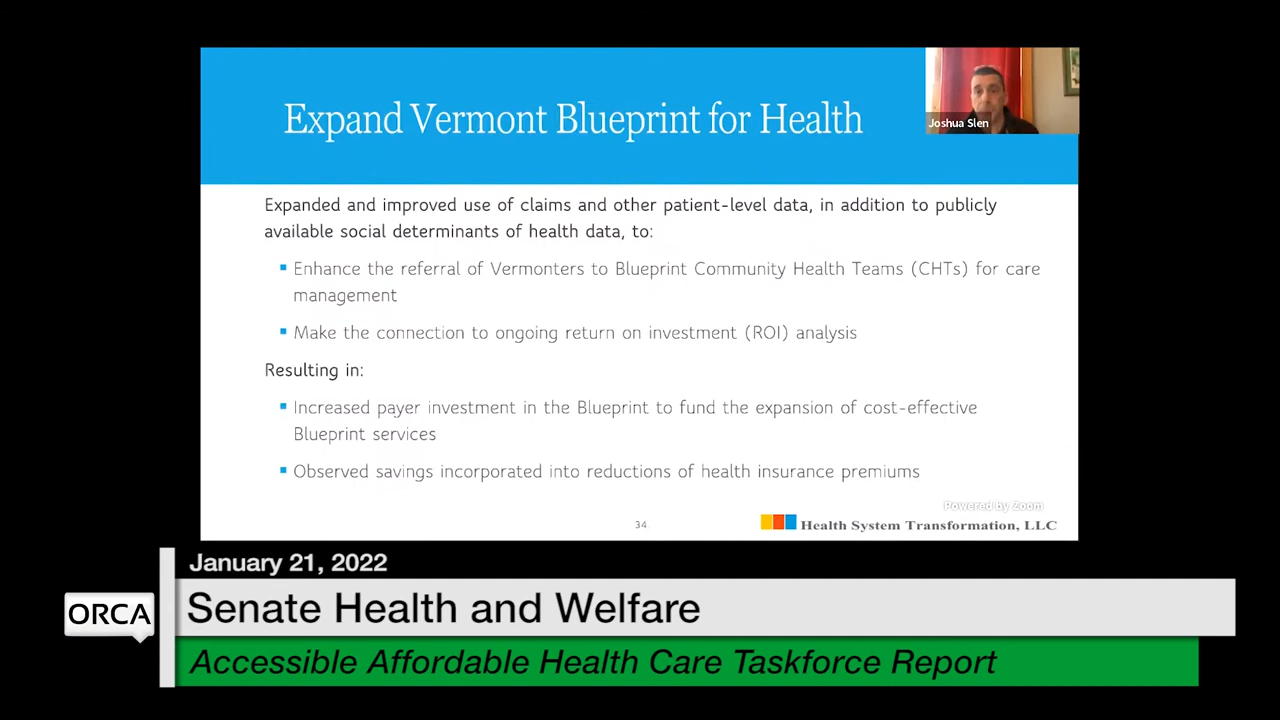 Expand Vermont Blueprint for Health
Joshua Slen
Expanded and improved use of claims and other patient-level data, in addition to publicly
available social determinants of health data, to:
▪ Enhance the referral of Vermonters to Blueprint Community Health Teams (CHTs) for care
management
▪ Make the connection to ongoing return on investment (ROI) analysis
Resulting in:
▪ Increased payer investment in the Blueprint to fund the expansion of cost-effective
Blueprint services
▪ Observed savings incorporated into reductions of health insurance premiums
Powered by Zoom
34
Health System Transformation, LLC
January 21, 2022
ORCA
Senate Health and Welfare
Accessible Affordable Health Care Taskforce Report